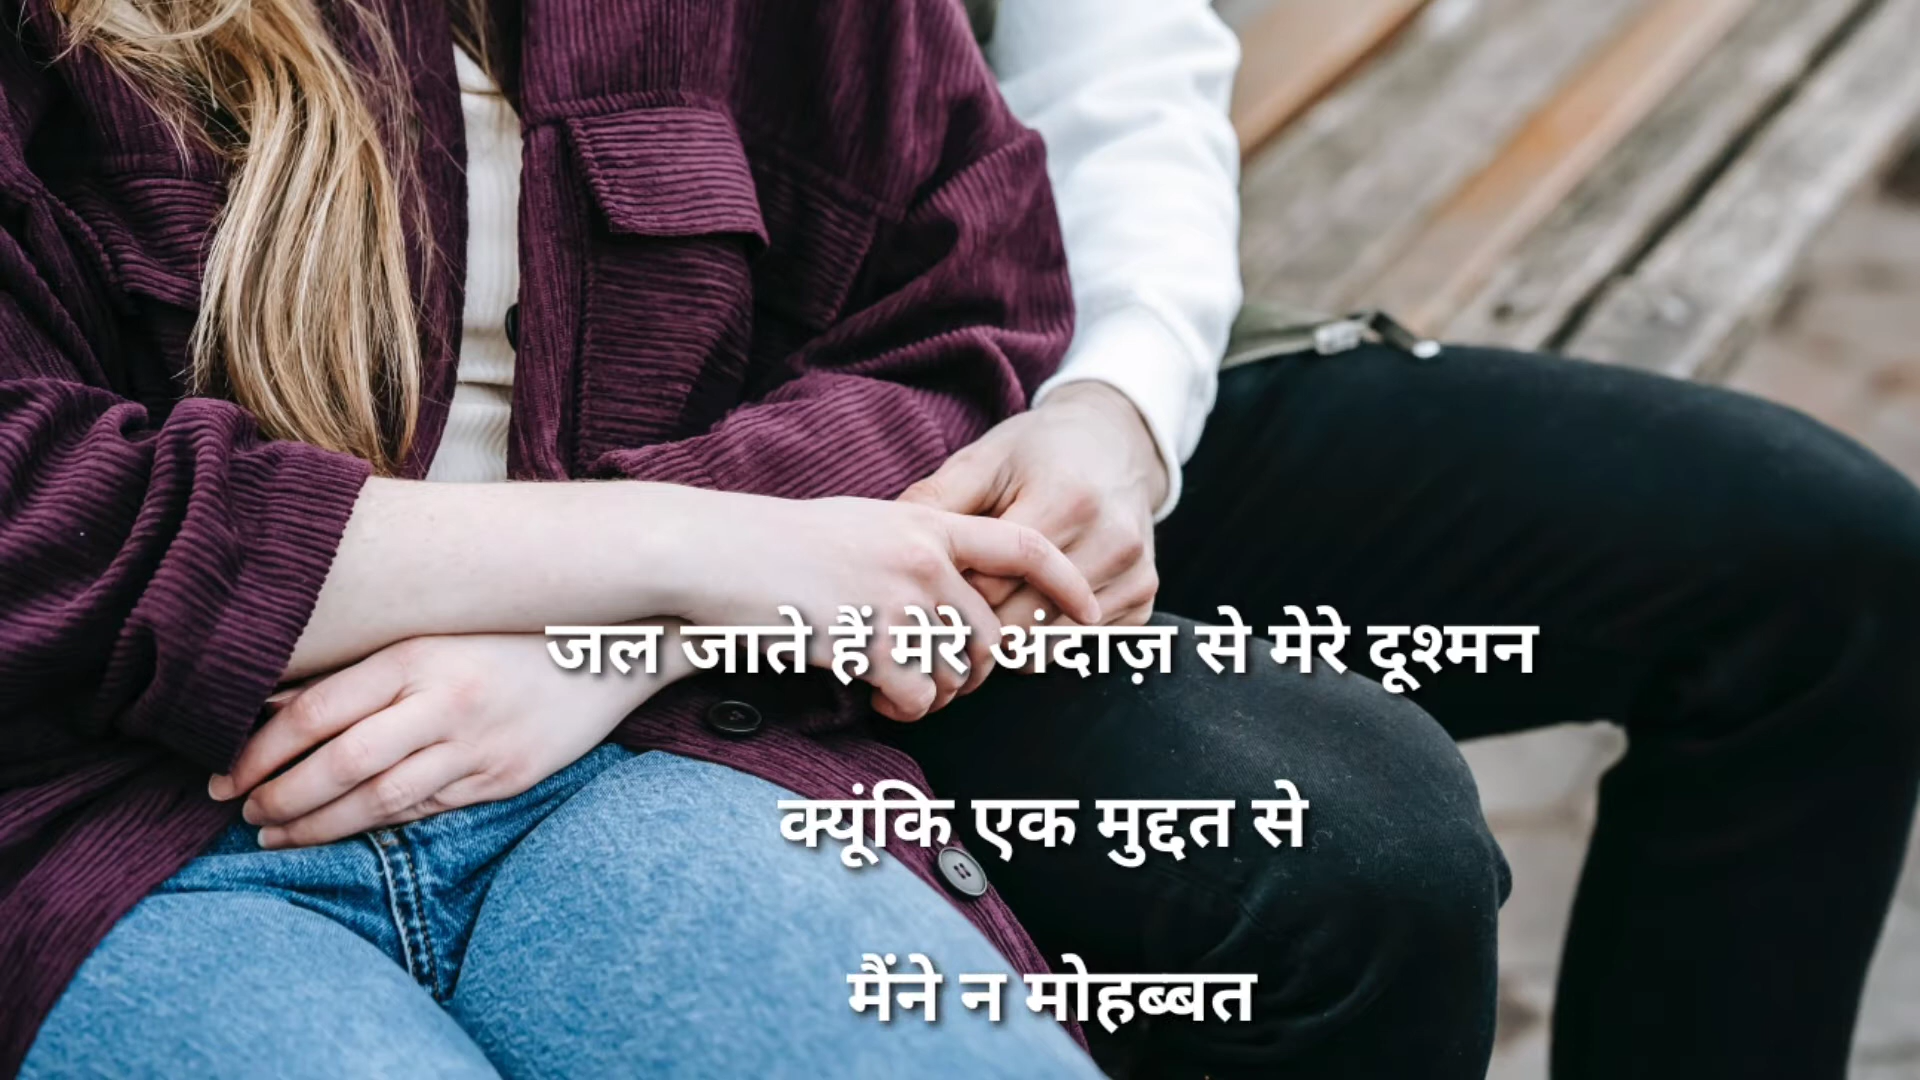 जल जाते हैं मेरे अंदाज़ से मेरे दूश्मन
क्यूंकि एक मुद्दत से
मैंने न मोहब्बत